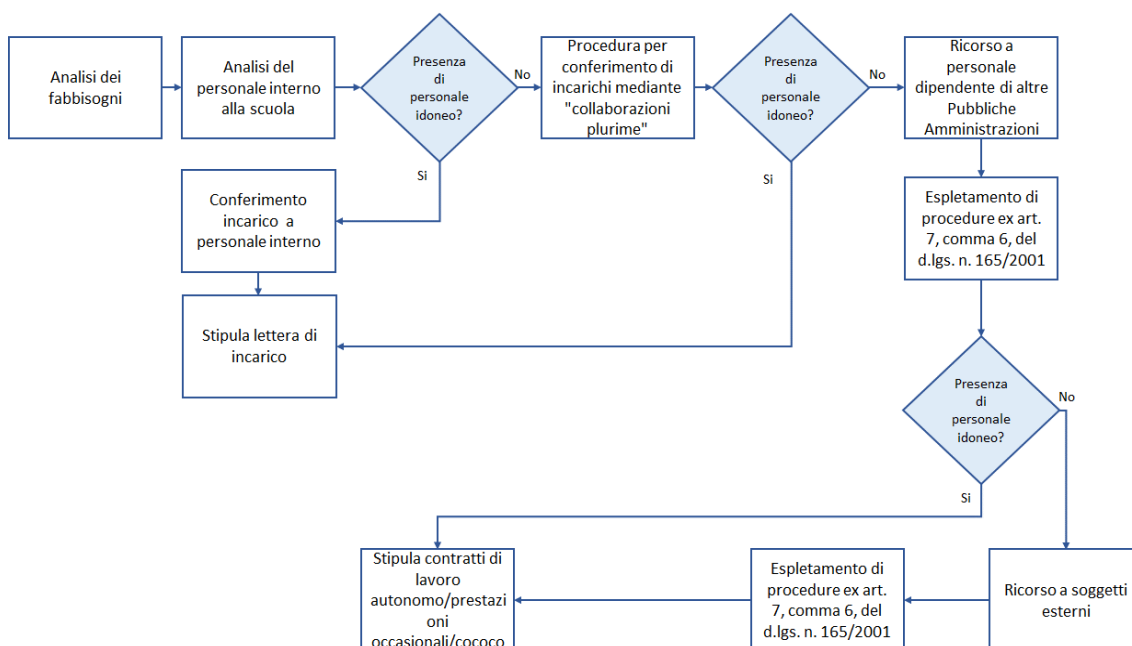 Analisi dei
fabbisogni
Analisi del
personale interno
alla scuola
Presenza
di
personale
idoneo?
No
Procedura per
conferimento di
incarichi mediante
"collaborazioni
plurime"
Presenza
di
personale
idoneo?
No
Ricorso a
personale
dipendente di altre
Pubbliche
Amministrazioni
Si
Si
Conferimento
incarico a
personale interno
Espletamento di
procedure ex art.
7, comma 6, del
d.lgs. n. 165/2001
Stipula lettera di
incarico
Presenza
di
personale
idoneo?
No
Si
Stipula contratti di
lavoro
autonomo/prestazi
oni
occasionali/cococo
Espletamento di
procedure ex art.
7, comma 6, del
d.lgs. n. 165/2001
Ricorso a soggetti
esterni